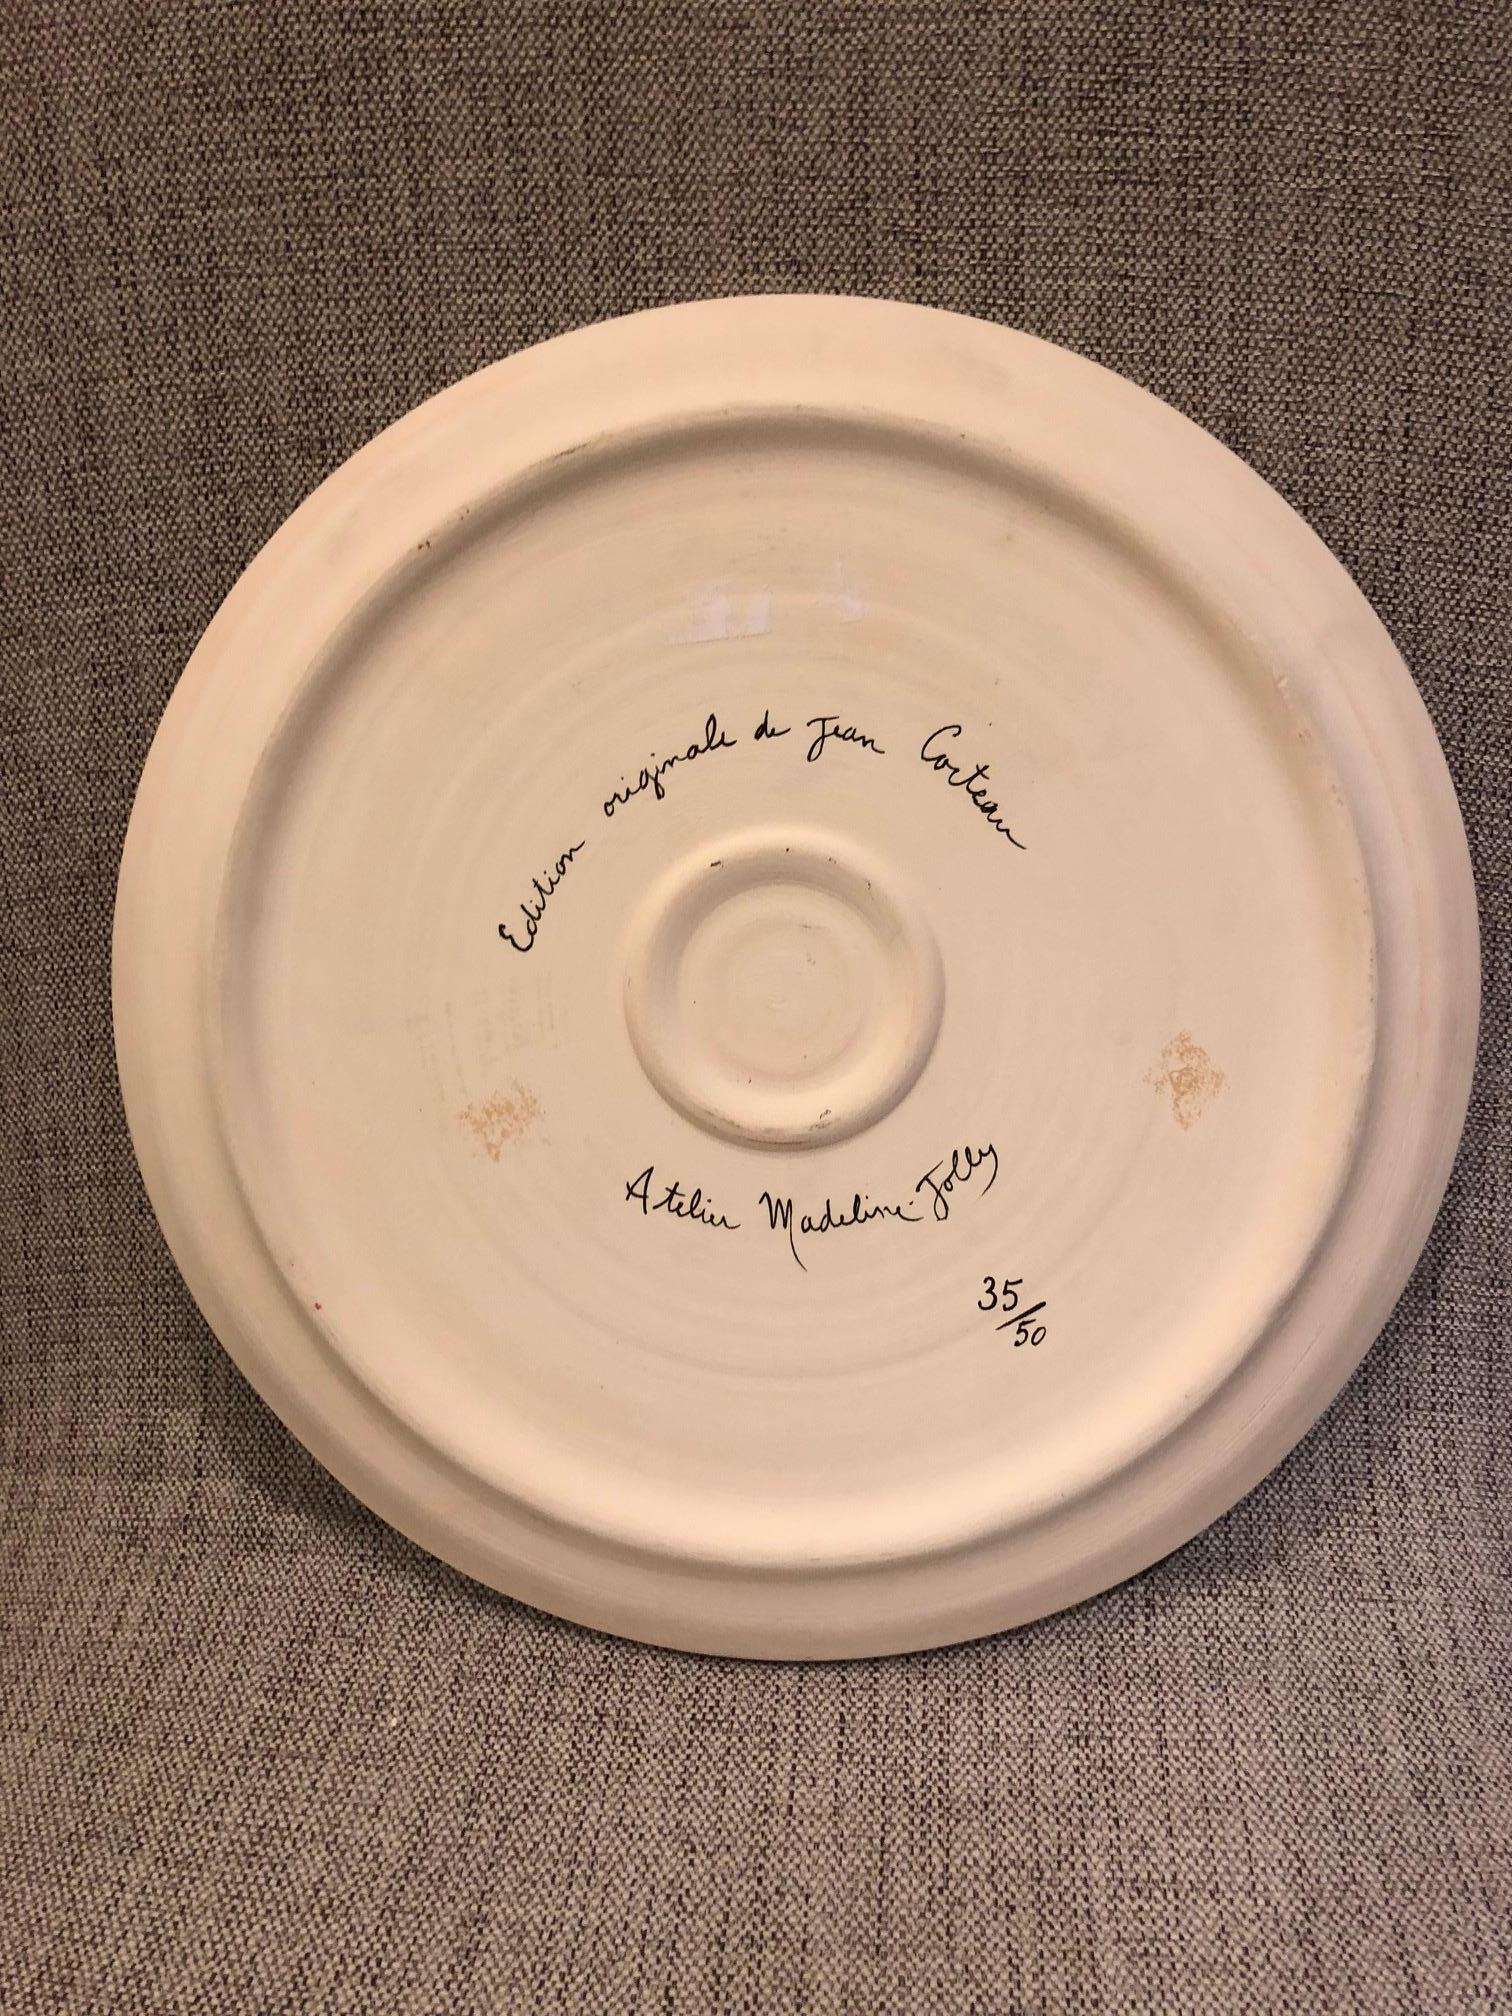 Edition originale de Jean Cocteau
Atelier Madeline-Jolly
35/50